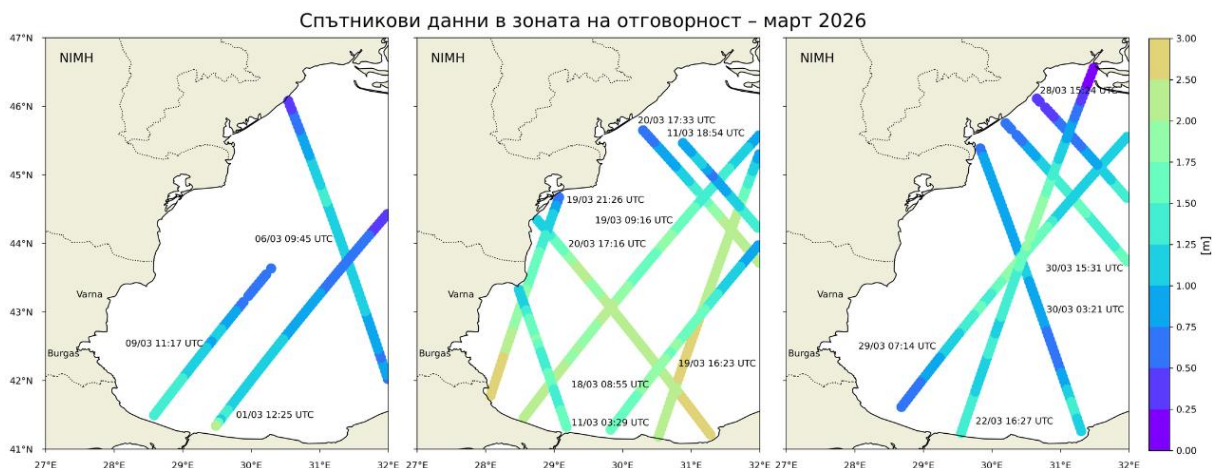 Спътникови данни в зоната на отговорност – март 2026
47°N
46°N
45°N
44°N
43°N
42°N
41°N
NIMH
06/03 09:45 UTC
Varna
09/03 11:17 UTC
Burgas
01/03 12:25 UTC
27°E 28°E 29°E 30°E 31°E 32°E
NIMH
20/03 17:33 UTC
11/03 18:54 UTC
19/03 21:26 UTC
19/03 09:16 UTC
20/03 17:16 UTC
Varna
Burgas
19/03 16:23 UTC
18/03 08:55 UTC
11/03 03:29 UTC
27°E 28°E 29°E 30°E 31°E 32°E
NIMH
28/03 15:24 UTC
30/03 15:31 UTC
Varna
30/03 03:21 UTC
29/03 07:14 UTC
Burgas
22/03 16:27 UTC
27°E 28°E 29°E 30°E 31°E 32°E
3.00
2.50
2.00
1.75
1.50
1.25
1.00
0.75
0.50
0.25
0.00
[m]